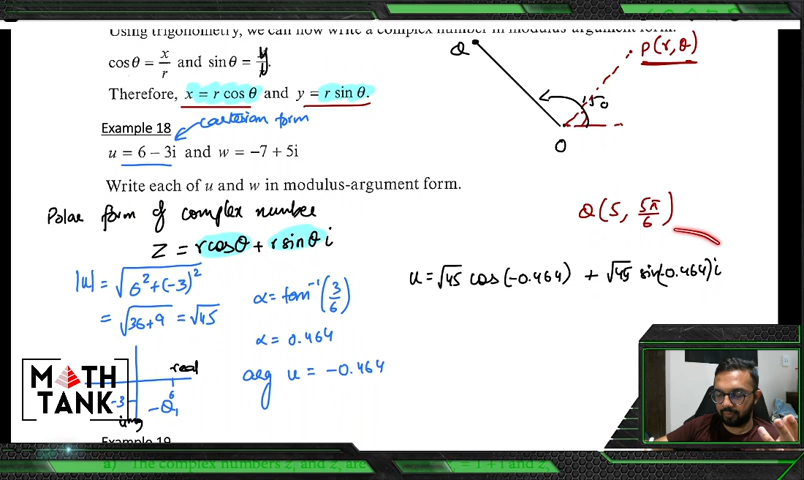 Using trigonometry, we can now write a complex number in modulus-argument form.
cos θ = x/r and sin θ = y/r.
Therefore, x = r cos θ and y = r sin θ.
Example 18
cartesian form
u = 6 − 3i and w = −7 + 5i
Write each of u and w in modulus-argument form.
Q
P(r, θ)
150
O
Q(5, 5π/6)
Polar form of complex number
Z = rcosθ + rsinθ i
|u| = √(6² + (-3)²)
= √(36+9) = √45
α = tan⁻¹(3/6)
α = 0.464
arg u = -0.464
u = √45 cos(-0.464) + √45 sin(-0.464)i
real
6
-3
img
MATH
TANK
Example 19
a) The complex numbers z₁ and z₂ are
= 1 + i and z